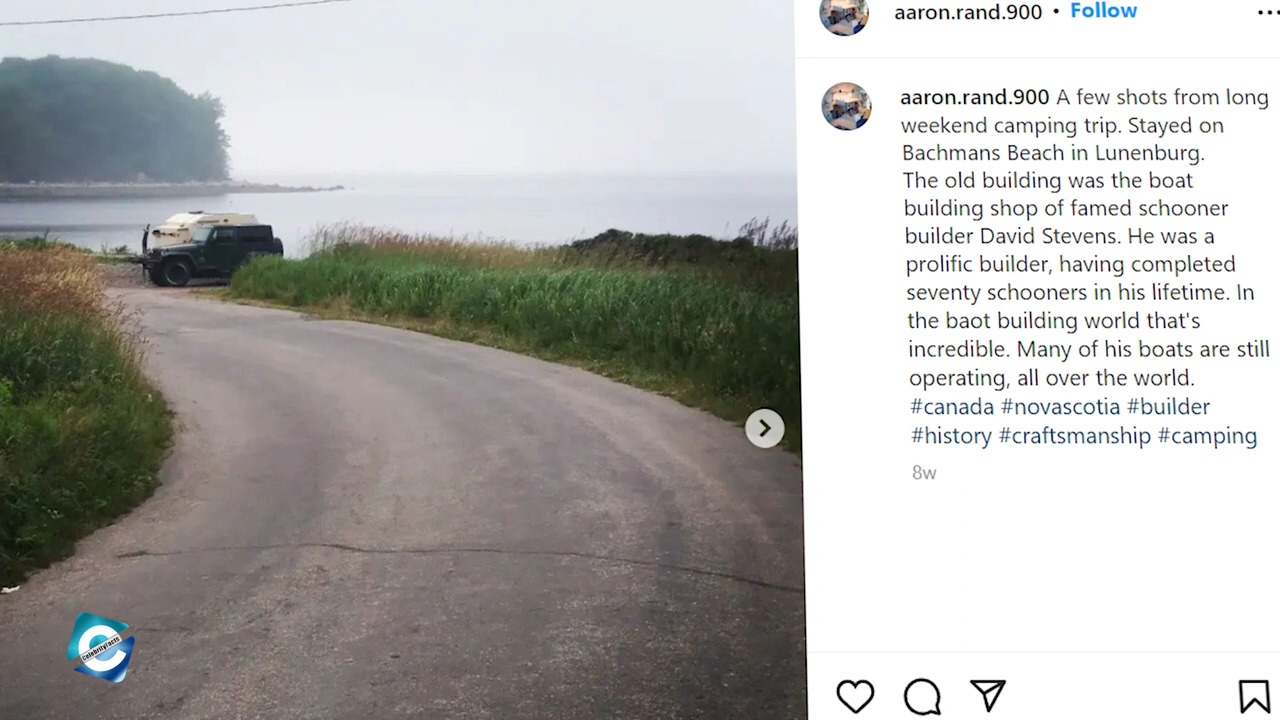 aaron.rand.900 • Follow
aaron.rand.900 A few shots from long
weekend camping trip. Stayed on
Bachmans Beach in Lunenburg.
The old building was the boat
building shop of famed schooner
builder David Stevens. He was a
prolific builder, having completed
seventy schooners in his lifetime. In
the baot building world that's
incredible. Many of his boats are still
operating, all over the world.
#canada #novascotia #builder
#history #craftsmanship #camping
8w
CelebrityFacts